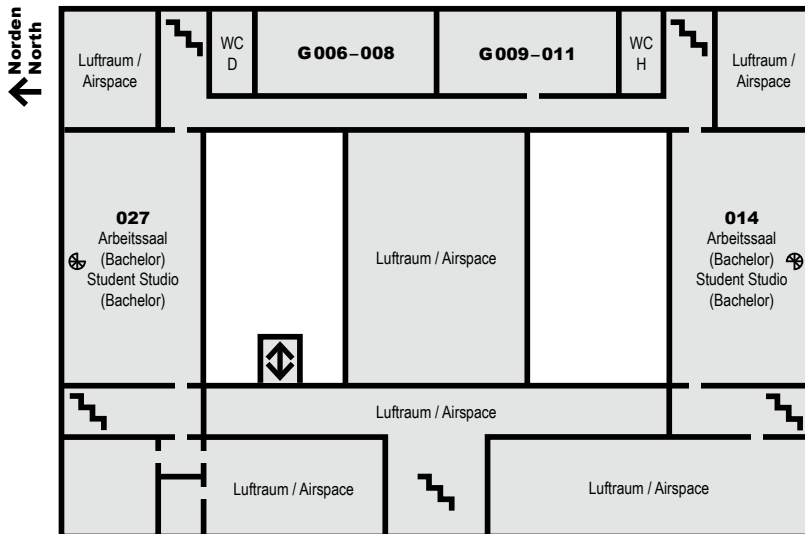 Norden
North
Luftraum /
Airspace
WC
D
G006–008
G009–011
WC
H
Luftraum /
Airspace
027
Arbeitssaal
(Bachelor)
Student Studio
(Bachelor)
Luftraum / Airspace
014
Arbeitssaal
(Bachelor)
Student Studio
(Bachelor)
Luftraum / Airspace
Luftraum / Airspace
Luftraum / Airspace